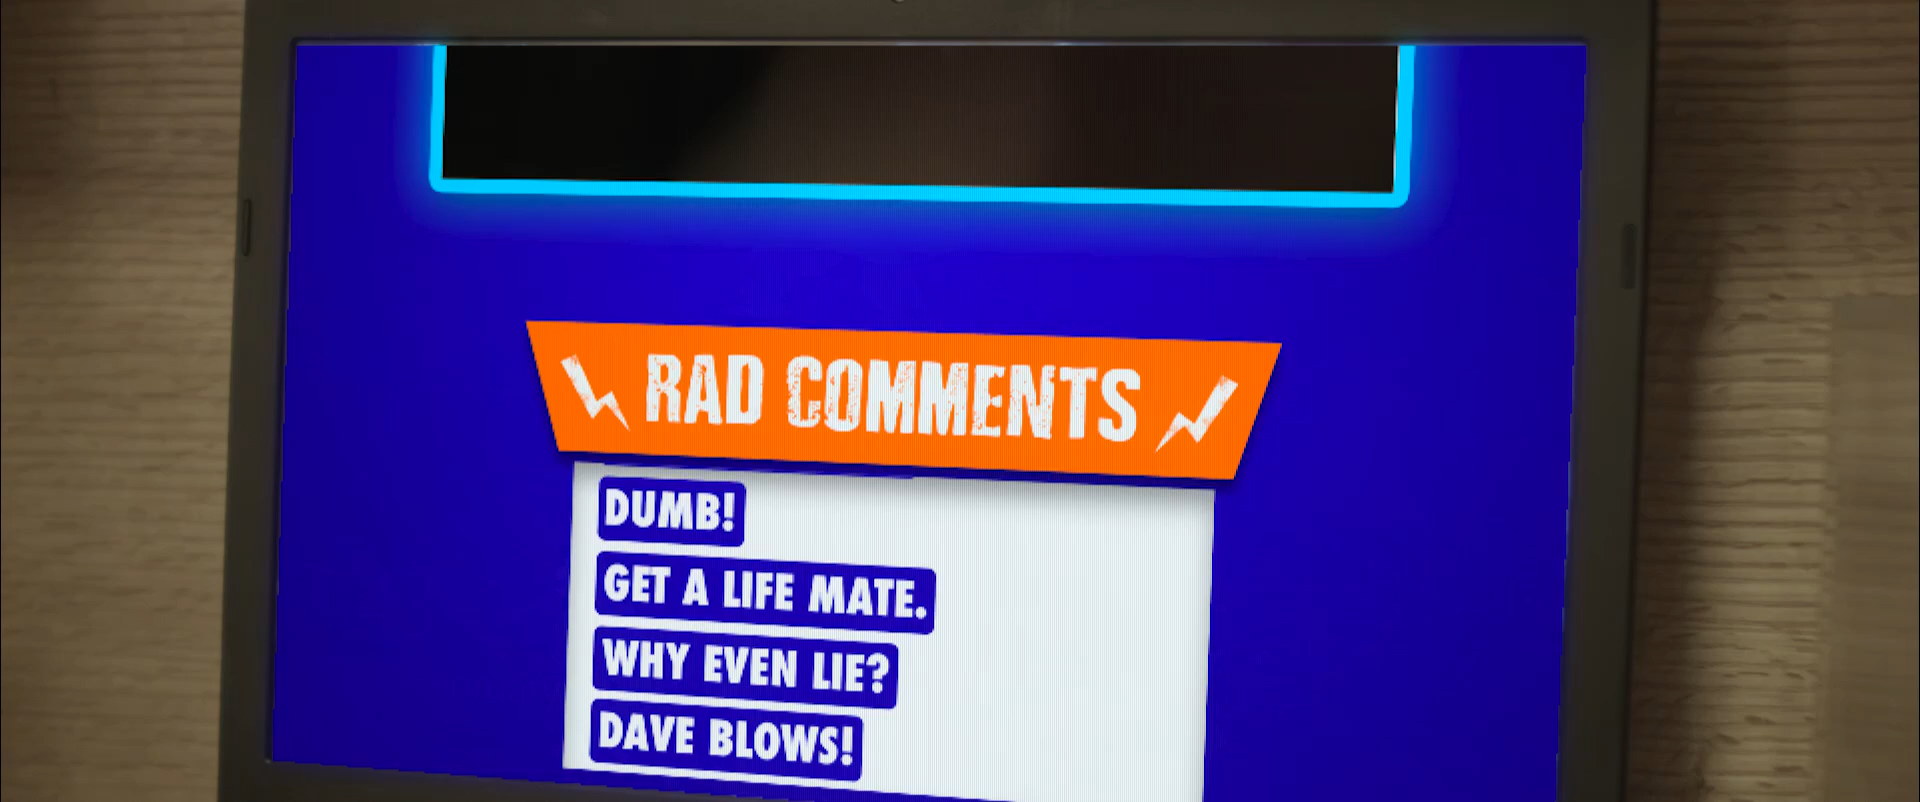 RAD COMMENTS
DUMB!
GET A LIFE MATE.
WHY EVEN LIE?
DAVE BLOWS!